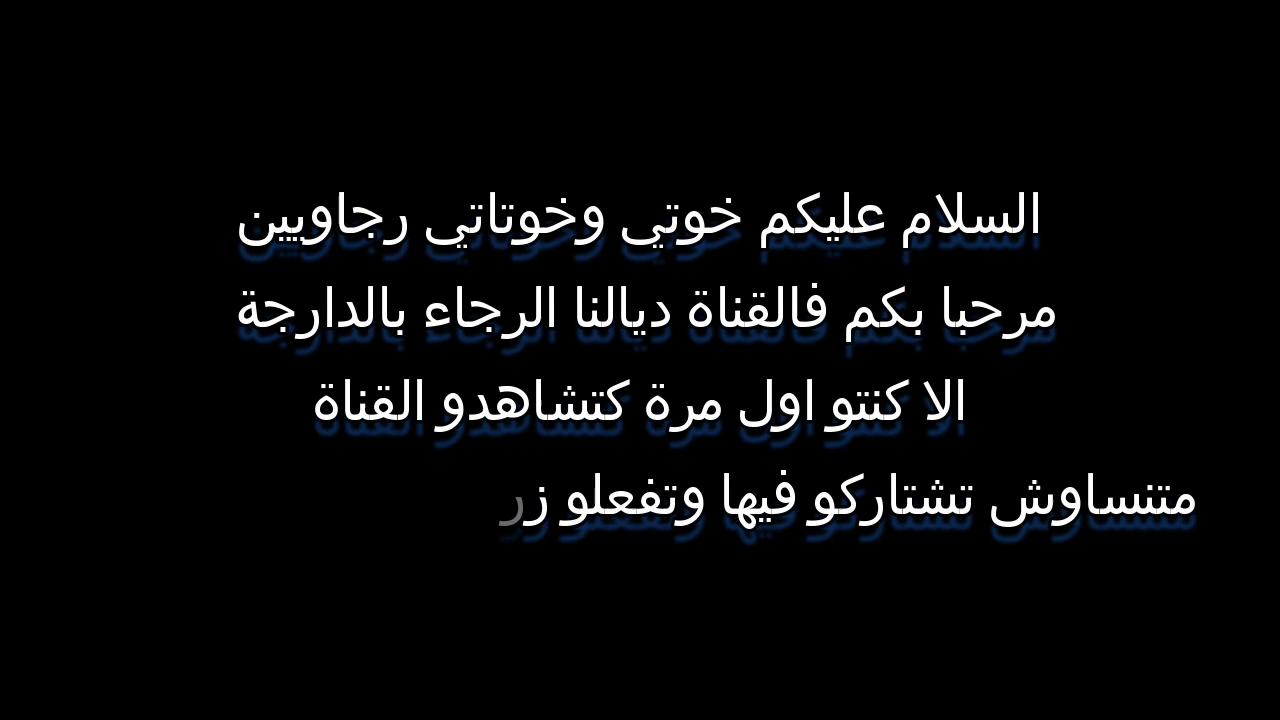 السلام عليكم خوتي وخوتاتي رجاويين
مرحبا بكم فالقناة ديالنا الرجاء بالدارجة
الا كنتو اول مرة كتشاهدو القناة
متنساوش تشتاركو فيها وتفعلو زر